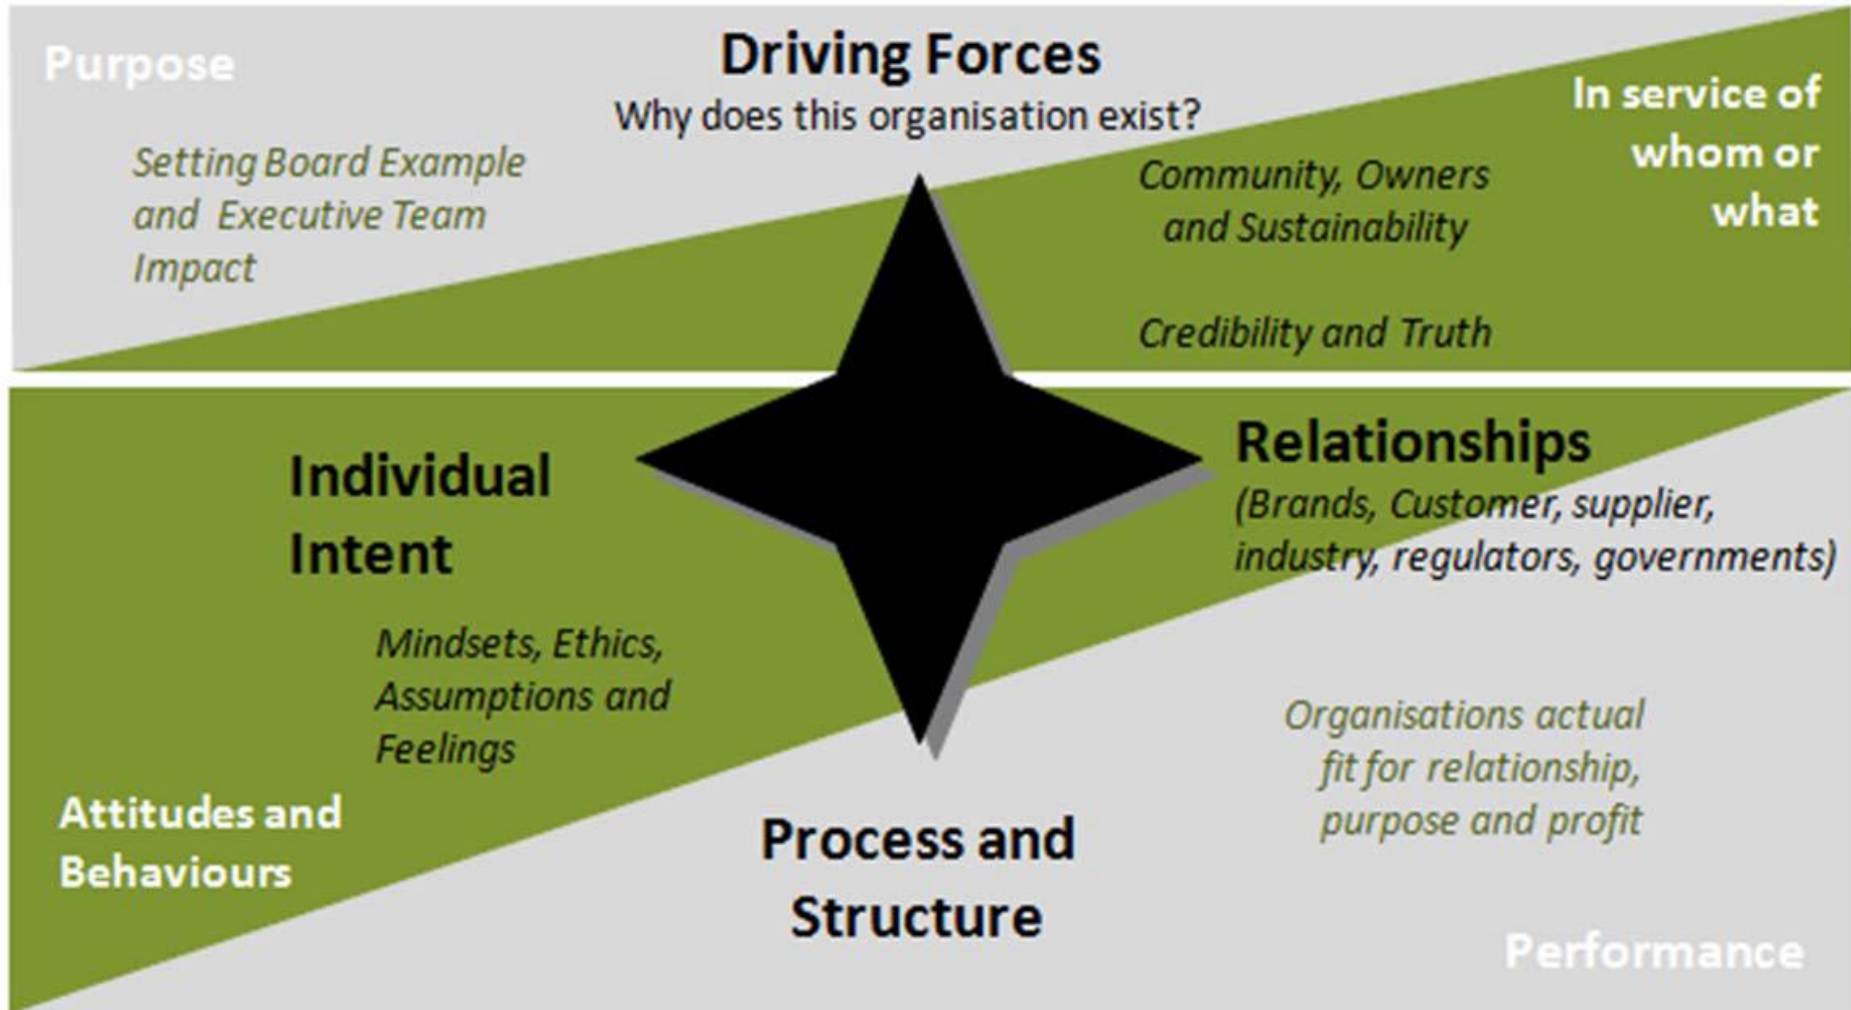 Purpose
Driving Forces
Why does this organisation exist?
Setting Board Example
and Executive Team
Impact
In service of
whom or
what
Community, Owners
and Sustainability
Credibility and Truth
Individual
Intent
Mindsets, Ethics,
Assumptions and
Feelings
Attitudes and
Behaviours
Relationships
(Brands, Customer, supplier,
industry, regulators, governments)
Organisations actual
fit for relationship,
purpose and profit
Process and
Structure
Performance